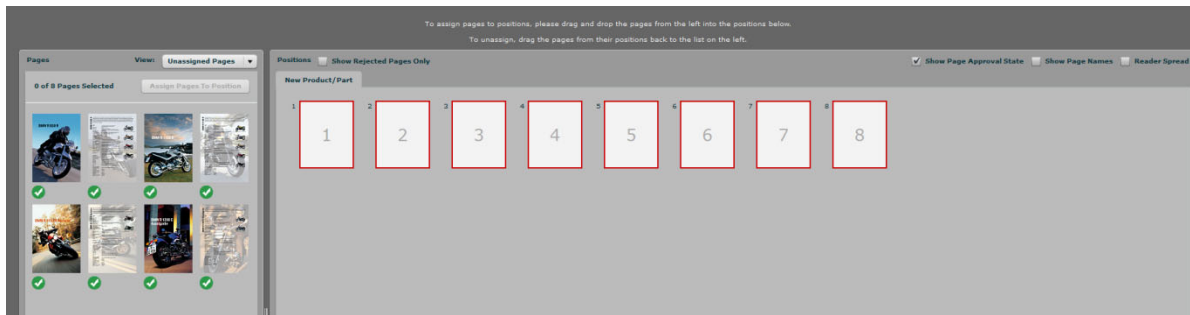 To assign pages to positions, please drag and drop the pages from the left into the positions below.
To unassign, drag the pages from their positions back to the list on the left.
Pages View: Unassigned Pages
0 of 8 Pages Selected Assign Pages To Position
Positions Show Rejected Pages Only Show Page Approval State Show Page Names Reader Spread
New Product/Part
1 2 3 4 5 6 7 8
1 2 3 4 5 6 7 8